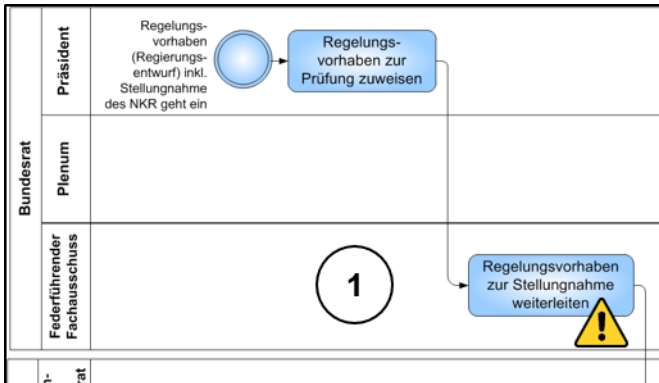 Bundesrat
Präsident
Regelungs-
vorhaben
(Regierungs-
entwurf) inkl.
Stellungnahme
des NKR geht ein
Regelungs-
vorhaben zur
Prüfung zuweisen
Plenum
Federführender
Fachausschuss
1
Regelungsvorhaben
zur Stellungnahme
weiterleiten